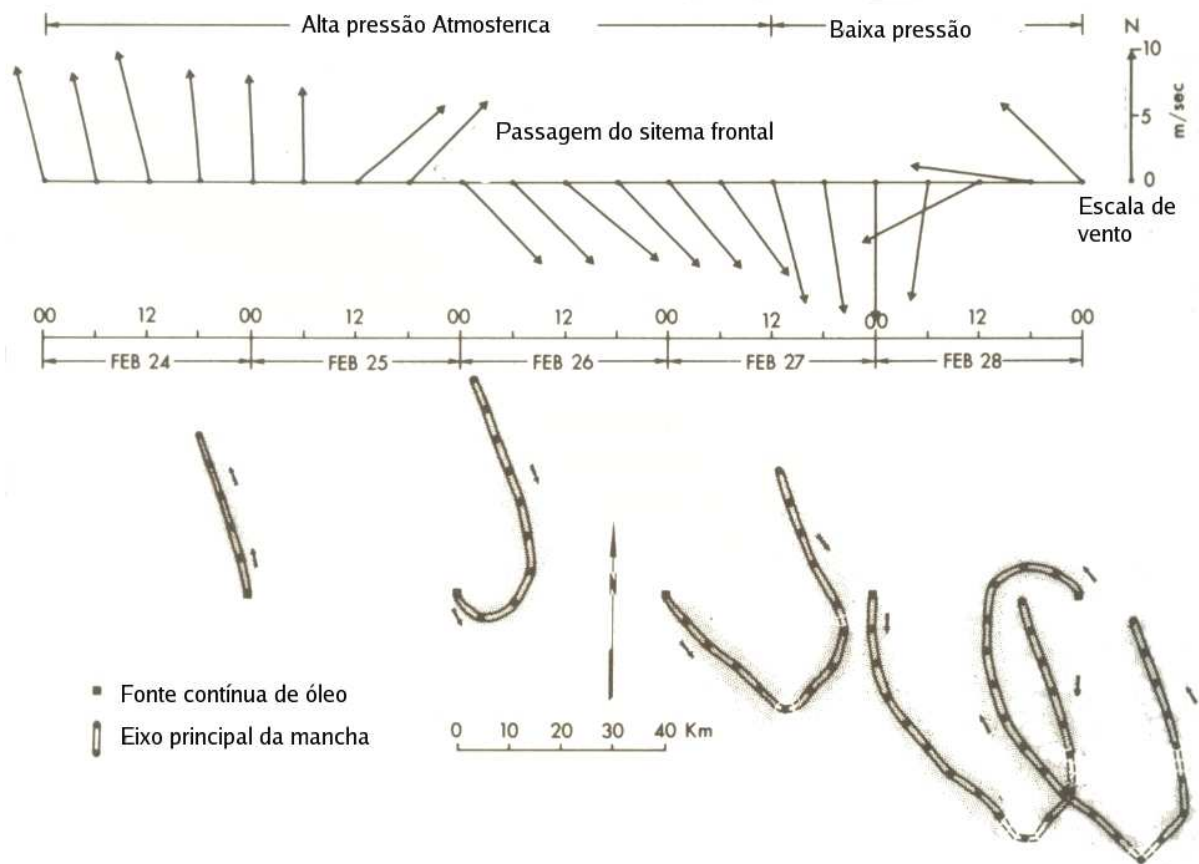 Alta pressão Atmosferica
Baixa pressão
N
10
5
0
m/sec
Passagem do sitema frontal
Escala de
vento
00 12 00 12 00 12 00 12 00 12 00
FEB 24 FEB 25 FEB 26 FEB 27 FEB 28
N
Fonte contínua de óleo
Eixo principal da mancha
0 10 20 30 40 Km